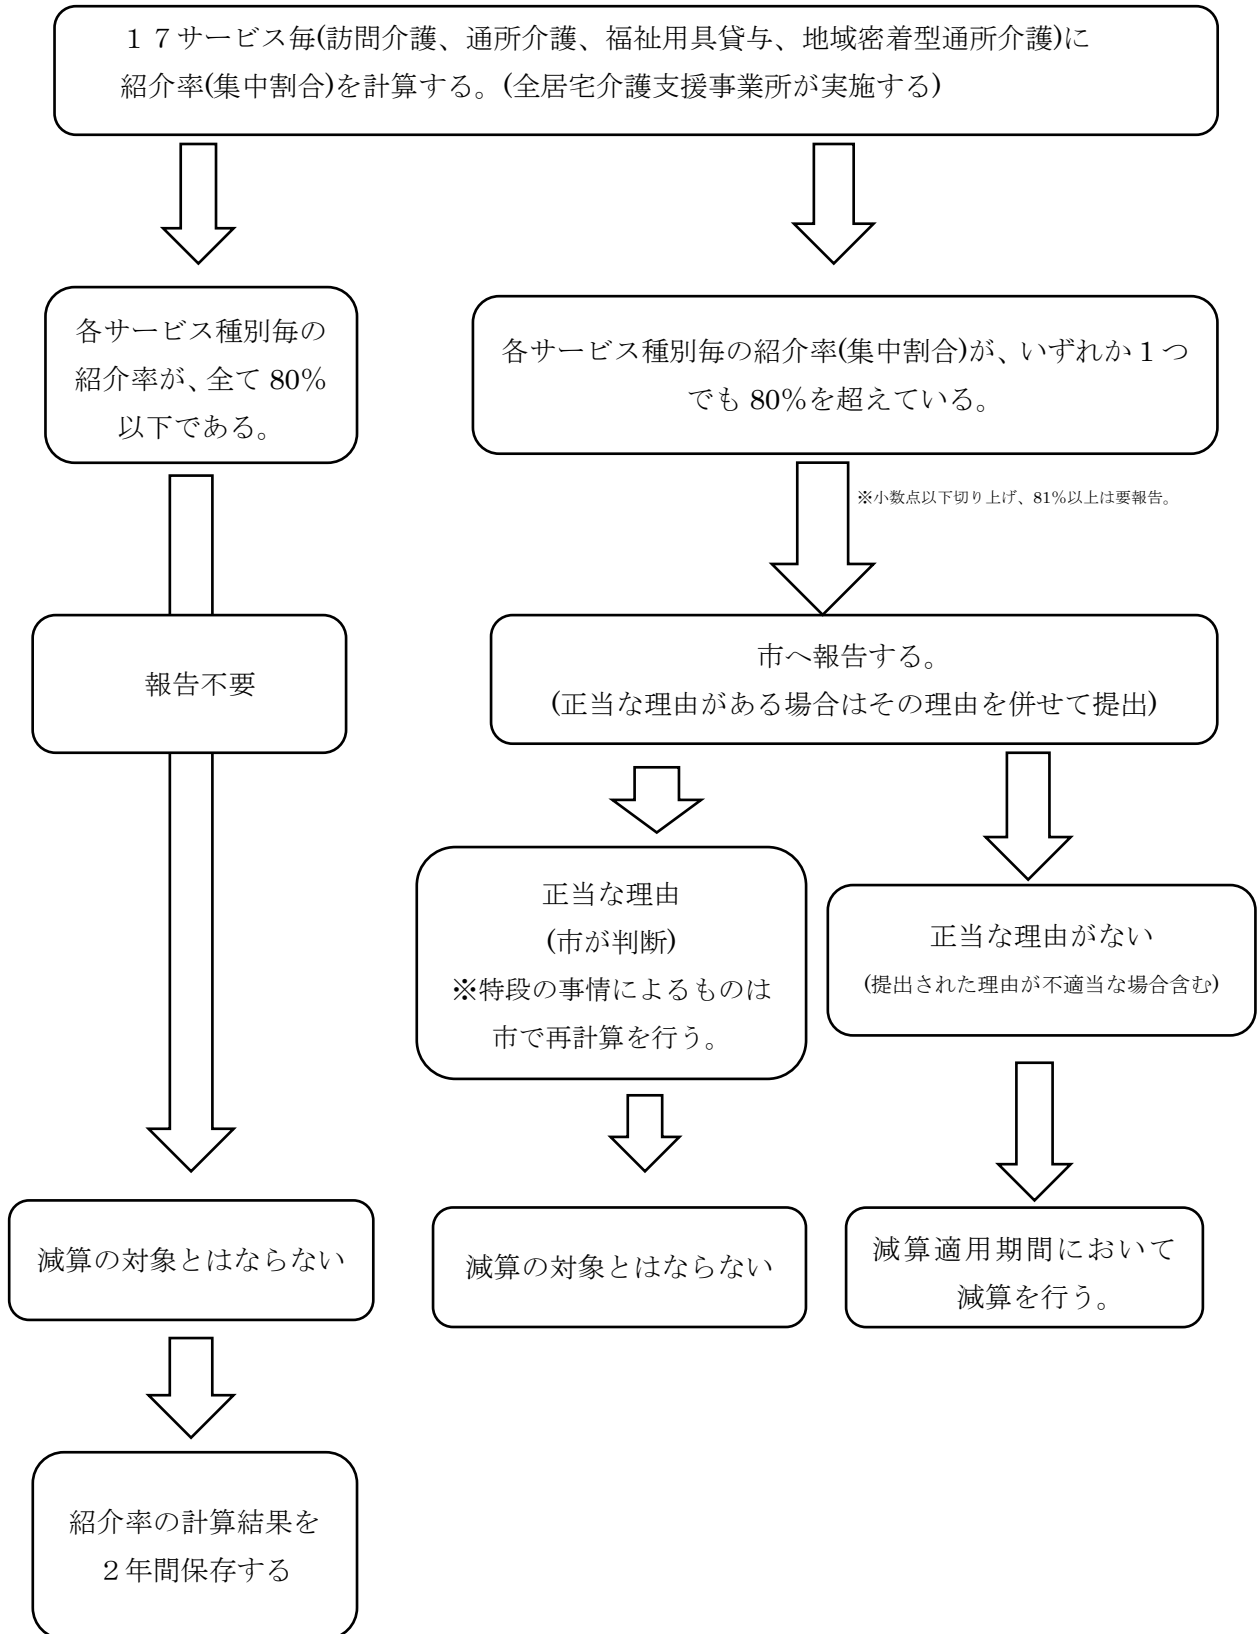 １７サービス毎(訪問介護、通所介護、福祉用具貸与、地域密着型通所介護)に
紹介率(集中割合)を計算する。(全居宅介護支援事業所が実施する)
各サービス種別毎の
紹介率が、全て 80％
以下である。
各サービス種別毎の紹介率(集中割合)が、いずれか 1 つ
でも 80％を超えている。
※小数点以下切り上げ、81％以上は要報告。
報告不要
市へ報告する。
(正当な理由がある場合はその理由を併せて提出)
正当な理由
(市が判断)
※特段の事情によるものは
市で再計算を行う。
正当な理由がない
(提出された理由が不適当な場合含む)
減算の対象とはならない
減算の対象とはならない
減算適用期間において
減算を行う。
紹介率の計算結果を
２年間保存する